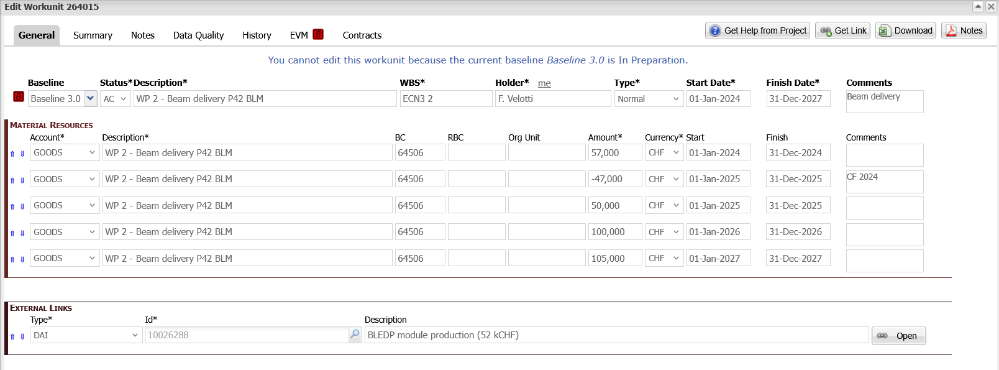 Edit Workunit 264015
General Summary Notes Data Quality History EVM B Contracts Get Help from Project Get Link Download Notes
You cannot edit this workunit because the current baseline Baseline 3.0 is In Preparation.
Baseline Status* Description* WBS* Holder* me Type* Start Date* Finish Date* Comments
B Baseline 3.0 AC WP 2 - Beam delivery P42 BLM ECN3 2 F. Velotti Normal 01-Jan-2024 31-Dec-2027 Beam delivery
Material Resources
Account* Description* BC RBC Org Unit Amount* Currency* Start Finish Comments
GOODS WP 2 - Beam delivery P42 BLM 64506 57,000 CHF 01-Jan-2024 31-Dec-2024
GOODS WP 2 - Beam delivery P42 BLM 64506 -47,000 CHF 01-Jan-2025 31-Dec-2025 CF 2024
GOODS WP 2 - Beam delivery P42 BLM 64506 50,000 CHF 01-Jan-2025 31-Dec-2025
GOODS WP 2 - Beam delivery P42 BLM 64506 100,000 CHF 01-Jan-2026 31-Dec-2026
GOODS WP 2 - Beam delivery P42 BLM 64506 105,000 CHF 01-Jan-2027 31-Dec-2027
External Links
Type* Id* Description
DAI 10026288 BLEDP module production (52 kCHF) Open